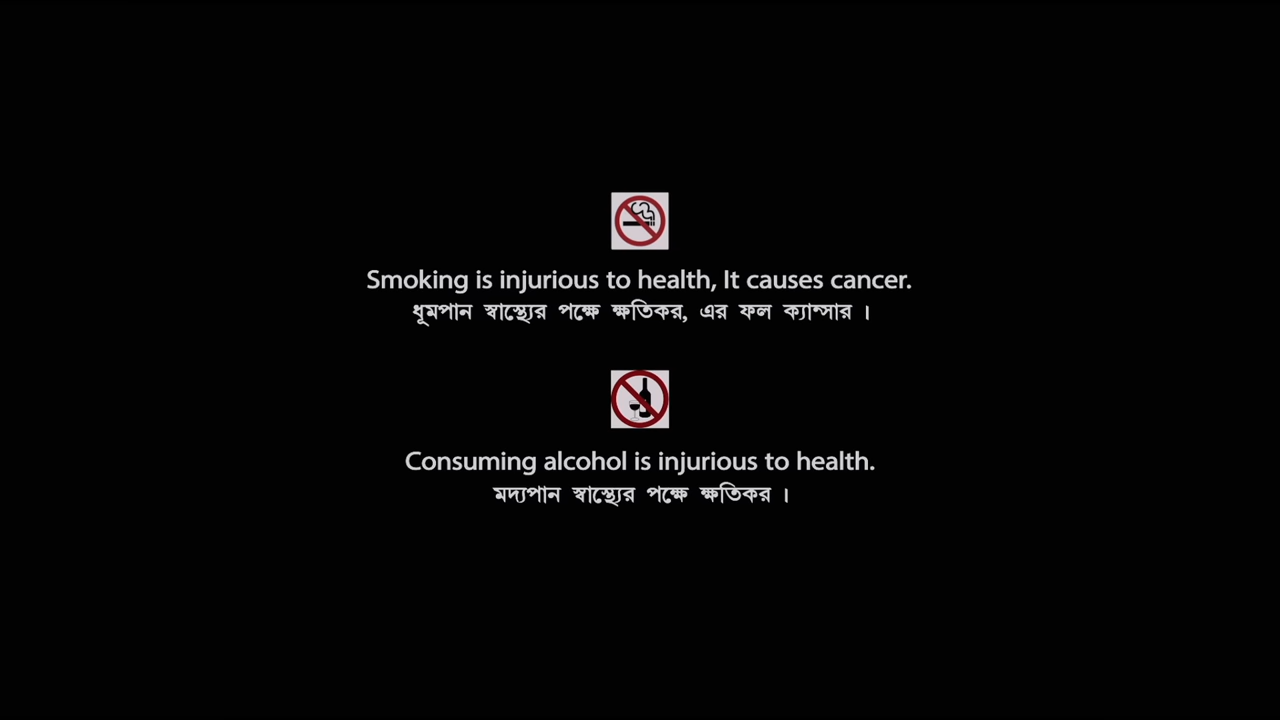 Smoking is injurious to health, It causes cancer.
ধূমপান স্বাস্থ্যের পক্ষে ক্ষতিকর, এর ফল ক্যান্সার ।
Consuming alcohol is injurious to health.
মদ্যপান স্বাস্থ্যের পক্ষে ক্ষতিকর ।